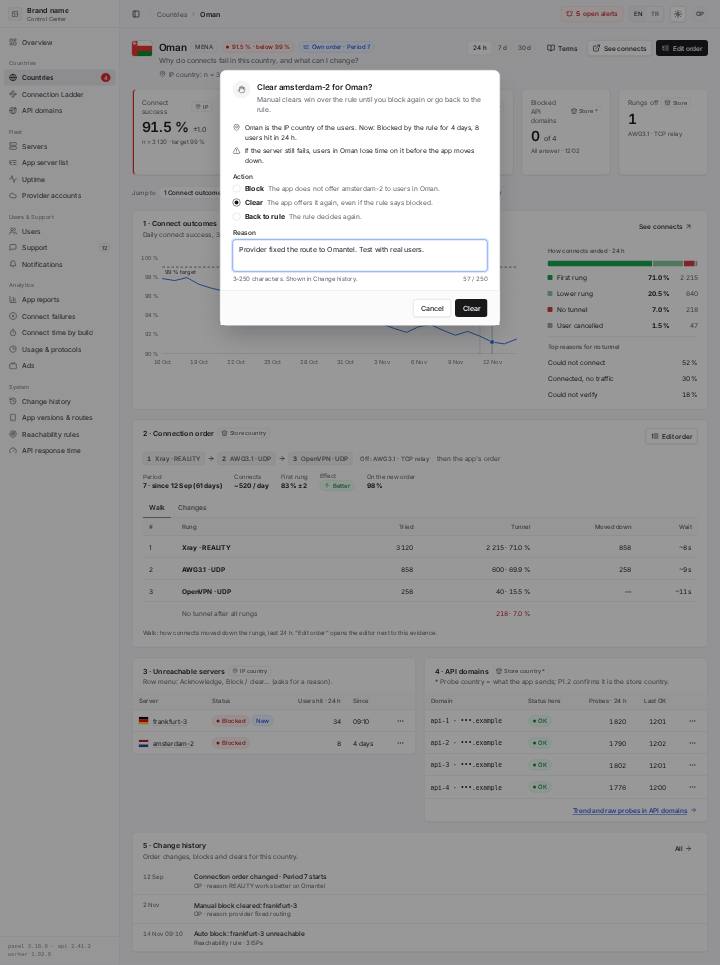 Brand name
Control Center
Overview
Countries
Countries
4
Connection Ladder
API domains
Fleet
Servers
App server list
Uptime
Provider accounts
Users & Support
Users
Support
12
Notifications
Analytics
App reports
Connect failures
Connect time by build
Usage & protocols
Ads
System
Change history
App versions & routes
Reachability rules
API response time
Countries › Oman
5 open alerts
EN TR
OP
Oman MENA 91.5 % · below 99 % Own order · Period 7
24 h 7 d 30 d Terms See connects Edit order
Why do connects fail in this country, and what can I change?
IP country: n = 3
Connect success
IP
91.5 % ↑1.0
n = 3 120 · target 99 %
Blocked API domains
Store *
0 of 4
All answer · 12:02
Rungs off Store
1
AWG3.1 · TCP relay
Clear amsterdam-2 for Oman?
Manual clears win over the rule until you block again or go back to the rule.
Oman is the IP country of the users. Now: Blocked by the rule for 4 days, 8 users hit in 24 h.
If the server still fails, users in Oman lose time on it before the app moves down.
Action
Block The app does not offer amsterdam-2 to users in Oman.
Clear The app offers it again, even if the rule says blocked.
Back to rule The rule decides again.
Reason
Provider fixed the route to Omantel. Test with real users.
3–250 characters. Shown in Change history.
57 / 250
Cancel Clear
Jump to 1 Connect outcome
1 · Connect outcomes
Daily connect success, 3
See connects ↗
100 %
99 % target
98 %
96 %
94 %
92 %
90 %
16 Oct 19 Oct 22 Oct 25 Oct 28 Oct 31 Oct 3 Nov 6 Nov 9 Nov 12 Nov
How connects ended · 24 h
First rung 71.0 % 2 215
Lower rung 20.5 % 640
No tunnel 7.0 % 218
User cancelled 1.5 % 47
Top reasons for no tunnel
Could not connect 52 %
Connected, no traffic 30 %
Could not verify 18 %
2 · Connection order Store country
Edit order
1 Xray · REALITY → 2 AWG3.1 · UDP → 3 OpenVPN · UDP Off: AWG3.1 · TCP relay then the app's order
Period
7 · since 12 Sep (61 days)
Connects
~520 / day
First rung
83 % ±2
Effect
Better
On the new order
98 %
Walk Changes
# Rung Tried Tunnel Moved down Wait
1 Xray · REALITY 3 120 2 215 · 71.0 % 858 ~8 s
2 AWG3.1 · UDP 858 600 · 69.9 % 258 ~9 s
3 OpenVPN · UDP 258 40 · 15.5 % — ~11 s
No tunnel after all rungs 218 · 7.0 %
Walk: how connects moved down the rungs, last 24 h. "Edit order" opens the editor next to this evidence.
3 · Unreachable servers IP country
Row menu: Acknowledge, Block / clear… (asks for a reason).
Server Status Users hit · 24 h Since
frankfurt-3 Blocked New 34 09:10 ···
amsterdam-2 Blocked 8 4 days ···
4 · API domains Store country *
* Probe country = what the app sends; P1.2 confirms it is the store country.
Domain Status here Probes · 24 h Last OK
api-1 · •••.example OK 1 820 12:01 ···
api-2 · •••.example OK 1 790 12:02 ···
api-3 · •••.example OK 1 802 12:01 ···
api-4 · •••.example OK 1 776 12:00 ···
Trend and raw probes in API domains →
5 · Change history
Order changes, blocks and clears for this country.
All →
12 Sep Connection order changed · Period 7 starts
OP · reason: REALITY works better on Omantel
2 Nov Manual block cleared: frankfurt-3
OP · reason: provider fixed routing
14 Nov 09:10 Auto block: frankfurt-3 unreachable
Reachability rule · 3 ISPs